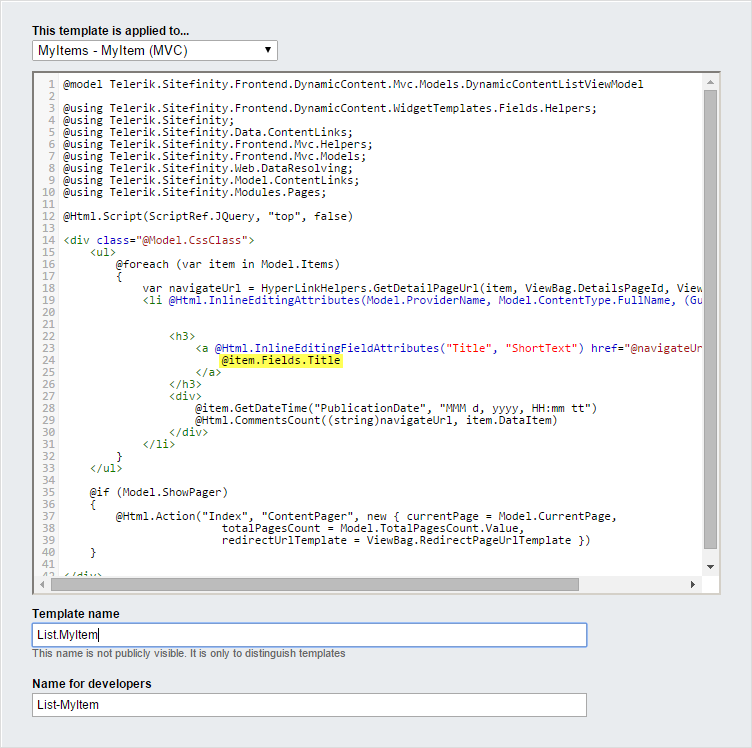 This template is applied to...
MyItems - MyItem (MVC)
1 @model Telerik.Sitefinity.Frontend.DynamicContent.Mvc.Models.DynamicContentListViewModel
2
3 @using Telerik.Sitefinity.Frontend.DynamicContent.WidgetTemplates.Fields.Helpers;
4 @using Telerik.Sitefinity;
5 @using Telerik.Sitefinity.Data.ContentLinks;
6 @using Telerik.Sitefinity.Frontend.Mvc.Helpers;
7 @using Telerik.Sitefinity.Frontend.Mvc.Models;
8 @using Telerik.Sitefinity.Web.DataResolving;
9 @using Telerik.Sitefinity.Model.ContentLinks;
10 @using Telerik.Sitefinity.Modules.Pages;
11
12 @Html.Script(ScriptRef.JQuery, "top", false)
13
14 <div class="@Model.CssClass">
15     <ul>
16         @foreach (var item in Model.Items)
17         {
18             var navigateUrl = HyperLinkHelpers.GetDetailPageUrl(item, ViewBag.DetailsPageId, View
19             <li @Html.InlineEditingAttributes(Model.ProviderName, Model.ContentType.FullName, (Gu
20
21
22                 <h3>
23                     <a @Html.InlineEditingFieldAttributes("Title", "ShortText") href="@navigateUr
24                         @item.Fields.Title
25                     </a>
26                 </h3>
27                 <div>
28                     @item.GetDateTime("PublicationDate", "MMM d, yyyy, HH:mm tt")
29                     @Html.CommentsCount((string)navigateUrl, item.DataItem)
30                 </div>
31             </li>
32         }
33     </ul>
34
35     @if (Model.ShowPager)
36     {
37         @Html.Action("Index", "ContentPager", new { currentPage = Model.CurrentPage,
38                         totalPagesCount = Model.TotalPagesCount.Value,
39                         redirectUrlTemplate = ViewBag.RedirectPageUrlTemplate })
40     }
41
42 </div>
Template name
List.MyItem
This name is not publicly visible. It is only to distinguish templates
Name for developers
List-MyItem